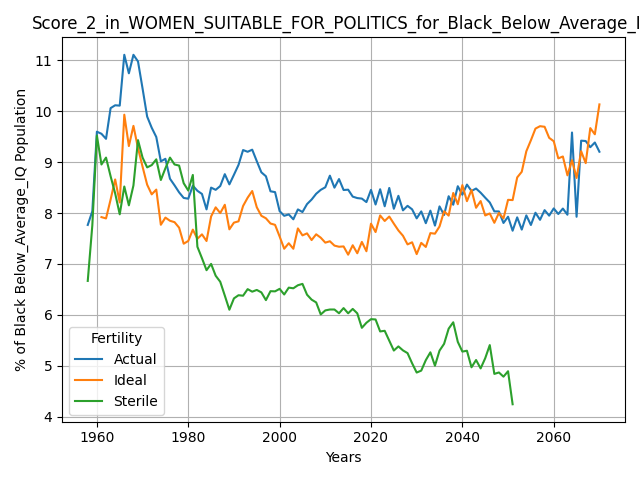 Score_2_in_WOMEN_SUITABLE_FOR_POLITICS_for_Black_Below_Average_I
% of Black Below_Average_IQ Population
11
10
9
8
7
6
5
4
Fertility
Actual
Ideal
Sterile
1960 1980 2000 2020 2040 2060
Years